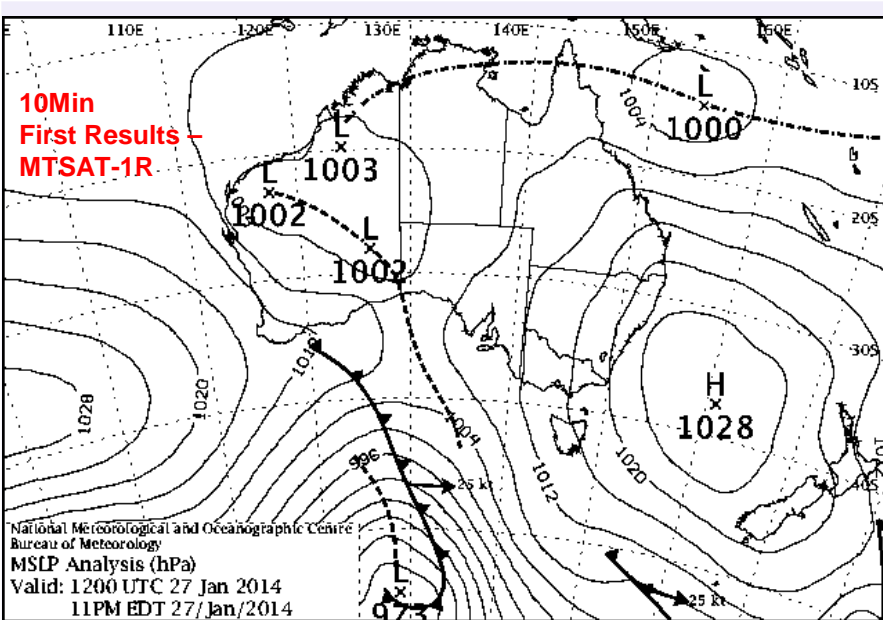 110E 120E 130E 140E 150E 160E
10Min
First Results –
MTSAT-1R
10S
L
1000
1004
L
1003
L
1002
L
1002
20S
30S
H
1028
1012
1020
1028
1020
1004
996
1012
25 kt
40S
National Meteorological and Oceanographic Centre
Bureau of Meteorology
MSLP Analysis (hPa)
Valid: 1200 UTC 27 Jan 2014
11PM EDT 27/Jan/2014
L
973
25 kt